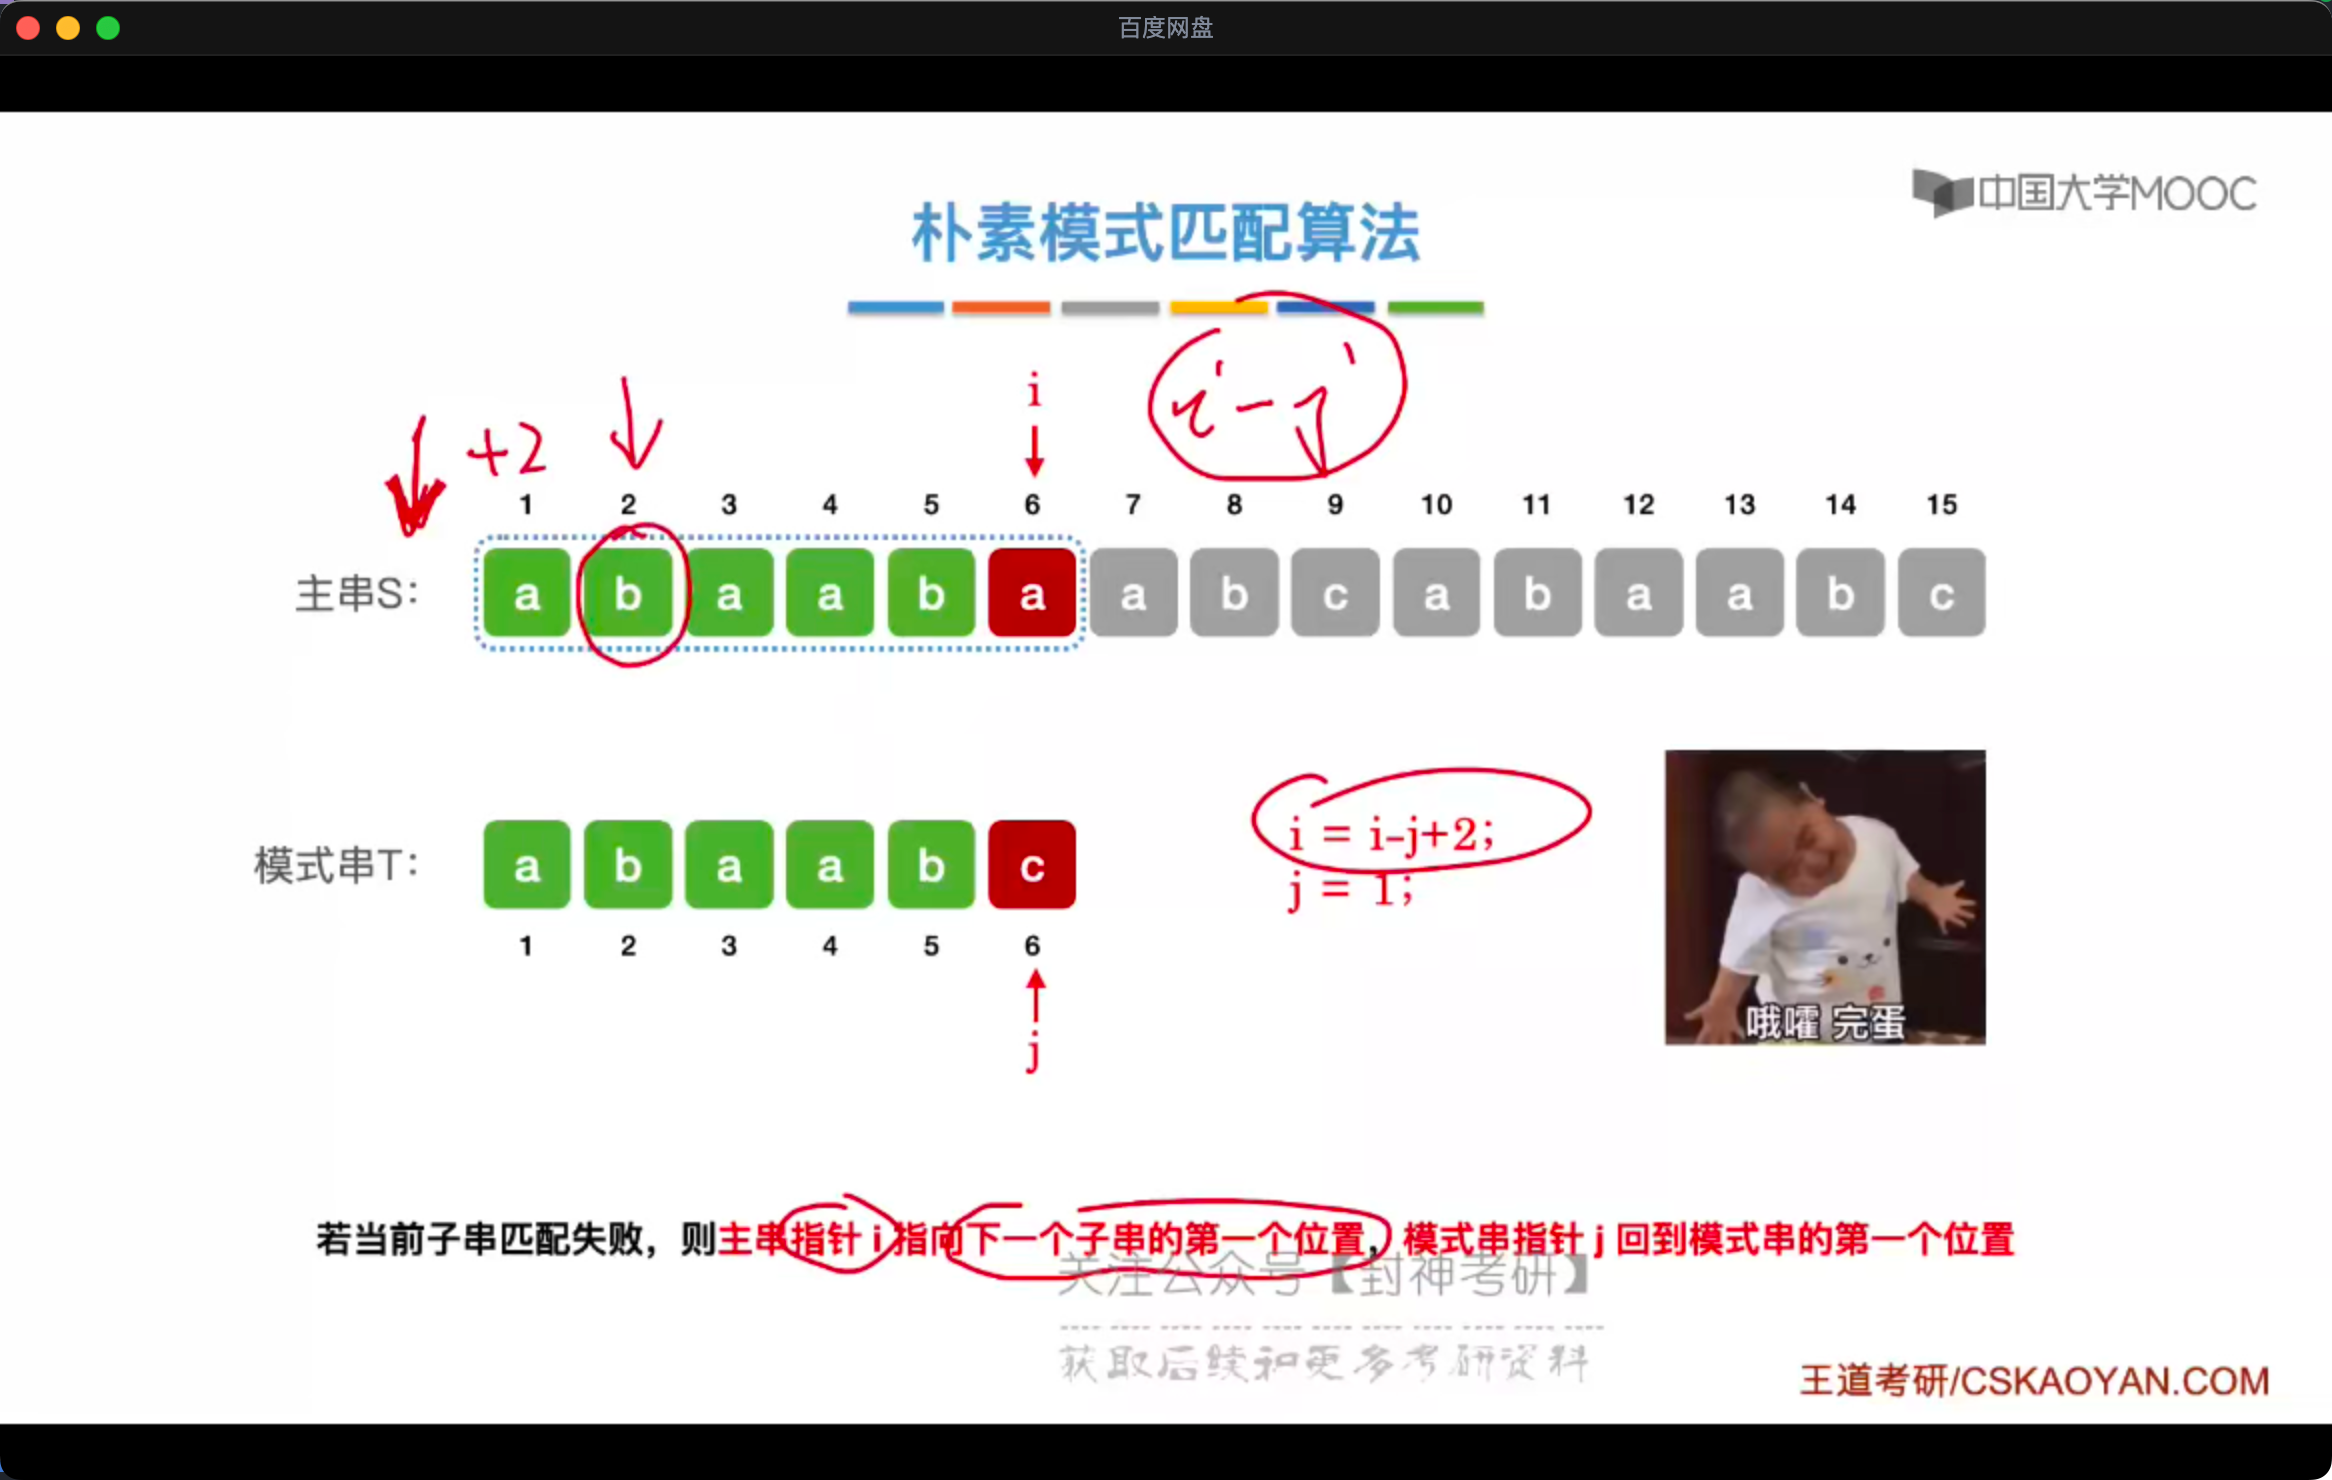 百度网盘
中国大学MOOC
朴素模式匹配算法
i'-j'
i
+2
1 2 3 4 5 6 7 8 9 10 11 12 13 14 15
主串S: a b a a b a a b c a b a a b c
模式串T: a b a a b c
1 2 3 4 5 6
j
i = i-j+2;
j = 1;
哦嚯 完蛋
若当前子串匹配失败，则主串指针 i 指向下一个子串的第一个位置，模式串指针 j 回到模式串的第一个位置
关注公众号【封神考研】
获取后续和更多考研资料
王道考研/CSKAOYAN.COM